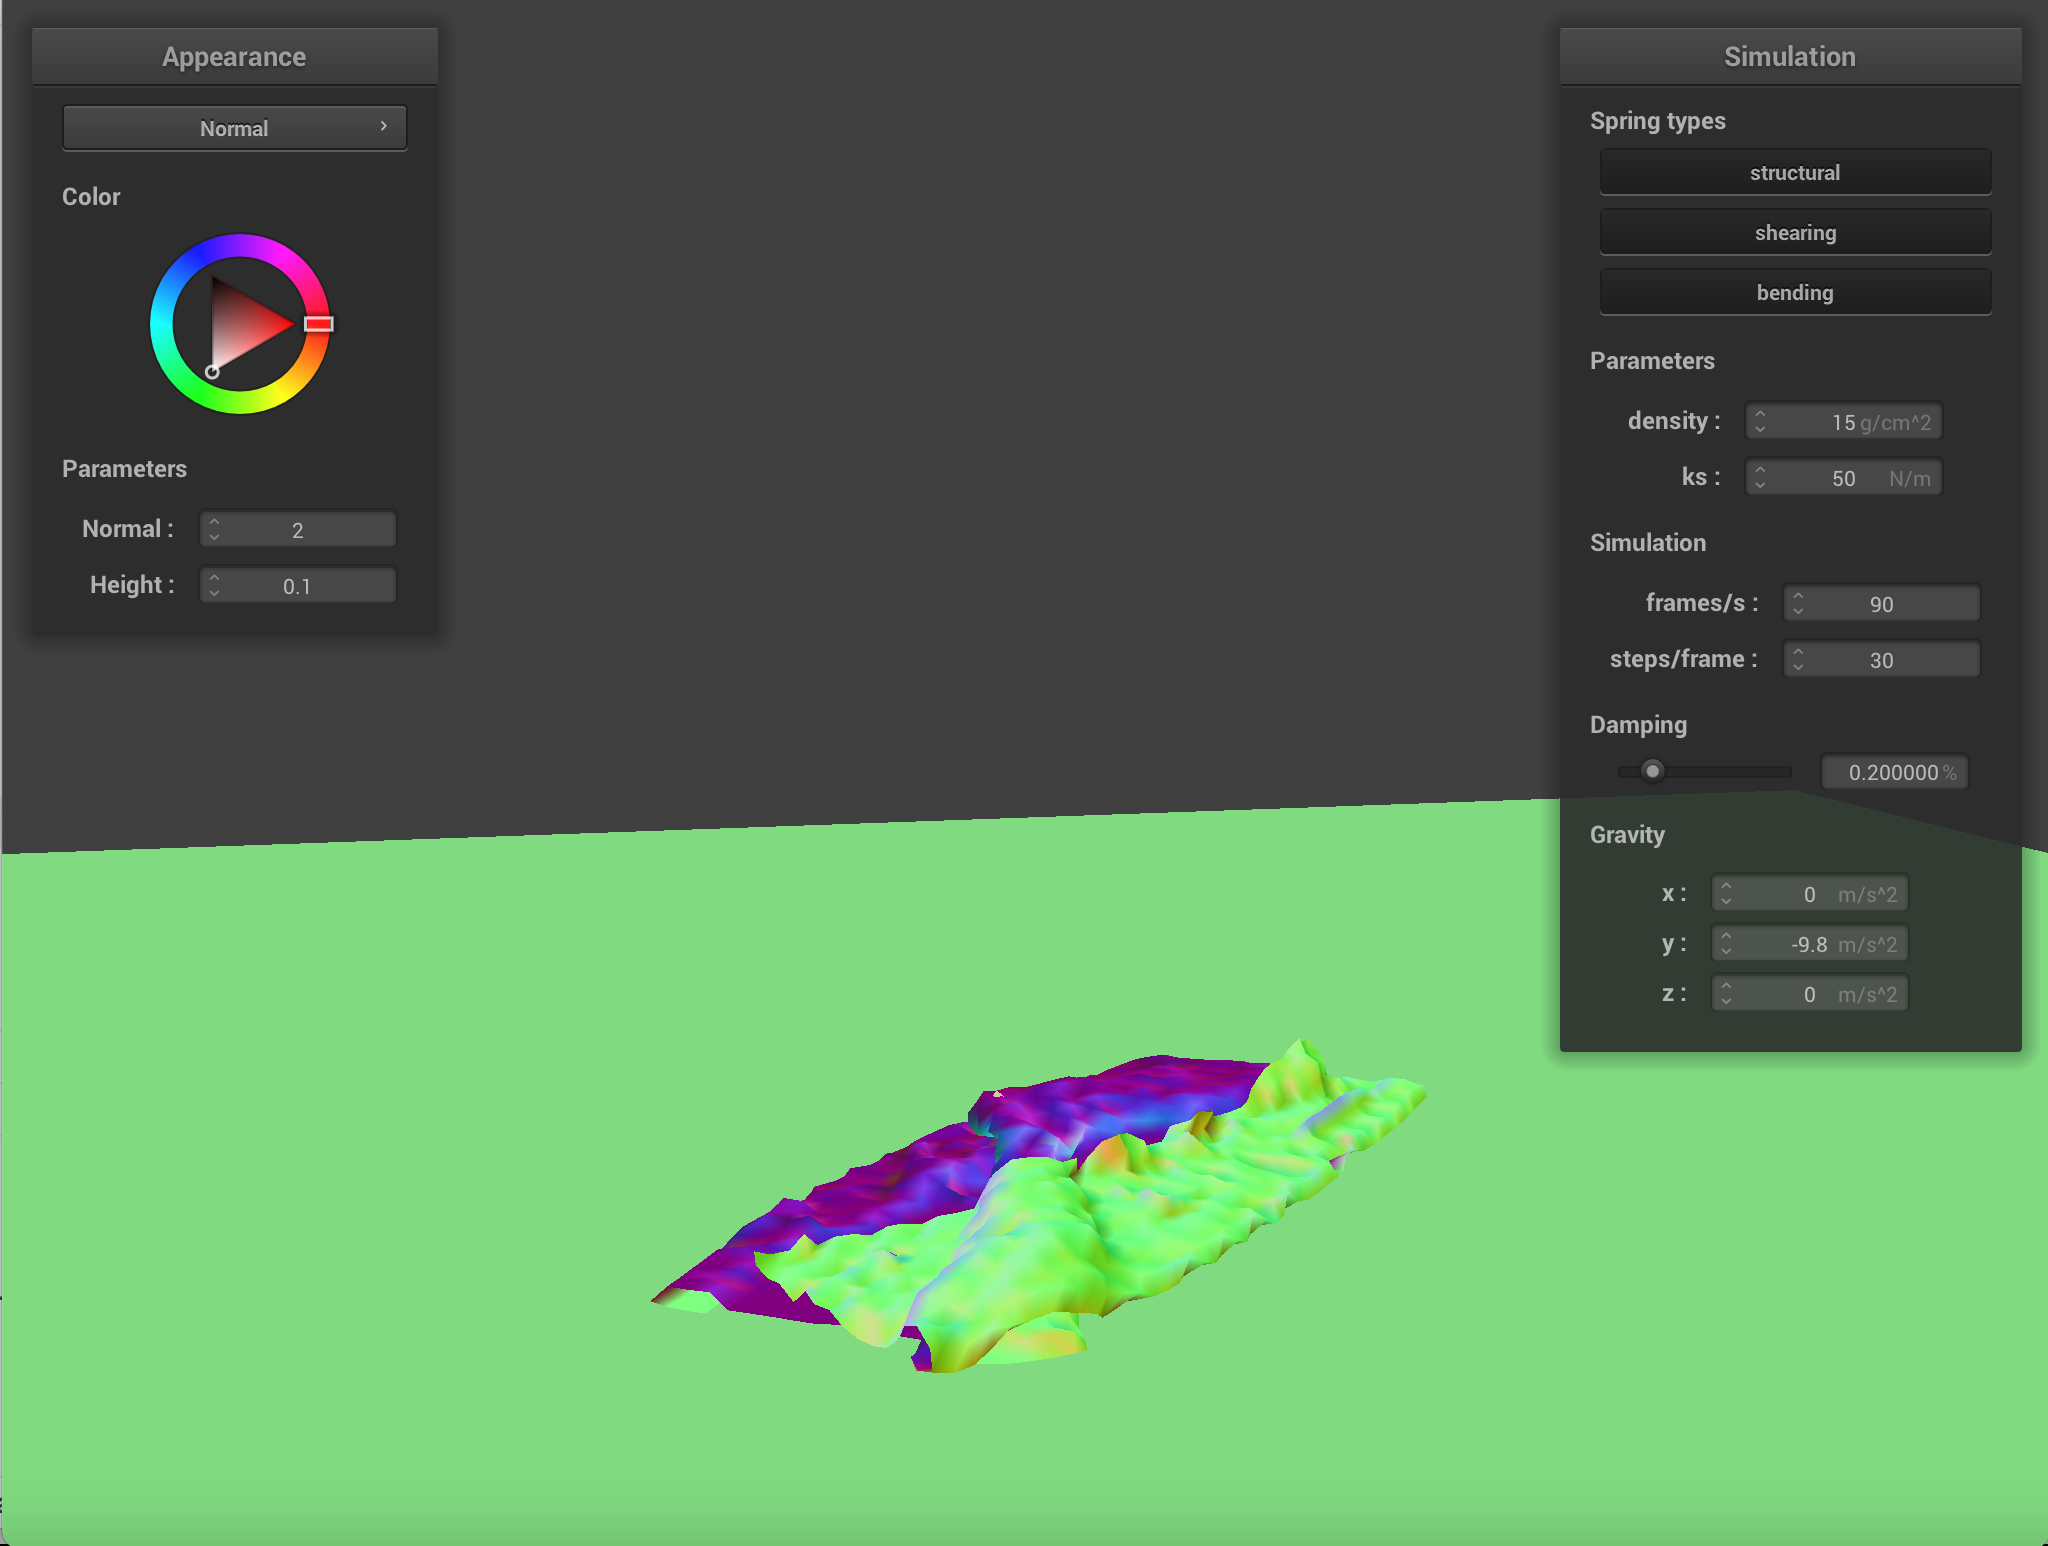 Appearance
Normal
Color
Parameters
Normal :
2
Height :
0.1
Simulation
Spring types
structural
shearing
bending
Parameters
density :
15 g/cm^2
ks :
50 N/m
Simulation
frames/s :
90
steps/frame :
30
Damping
0.200000 %
Gravity
x :
0 m/s^2
y :
-9.8 m/s^2
z :
0 m/s^2